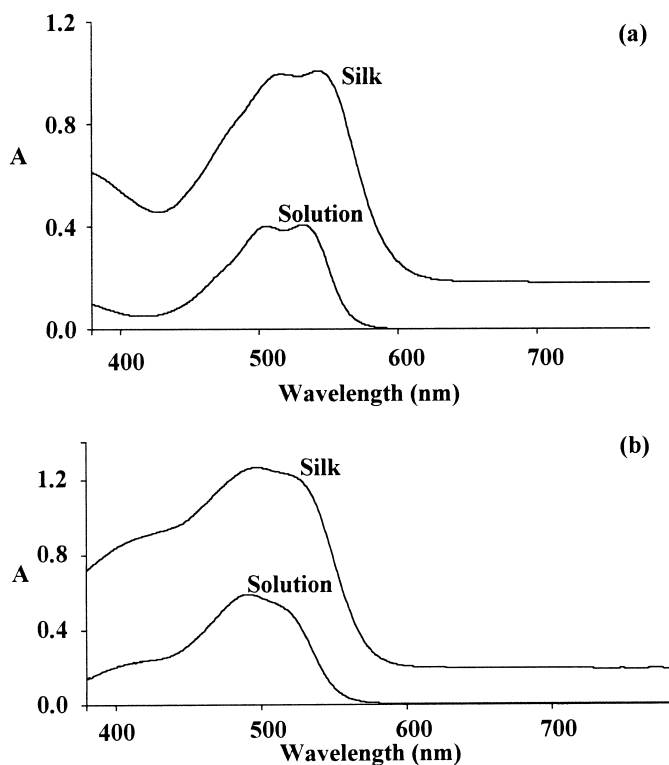 1.2
(a)
Silk
0.8
A
Solution
0.4
0.0
400 500 600 700
Wavelength (nm)
(b)
1.2
Silk
0.8
A
Solution
0.4
0.0
400 500 600 700
Wavelength (nm)